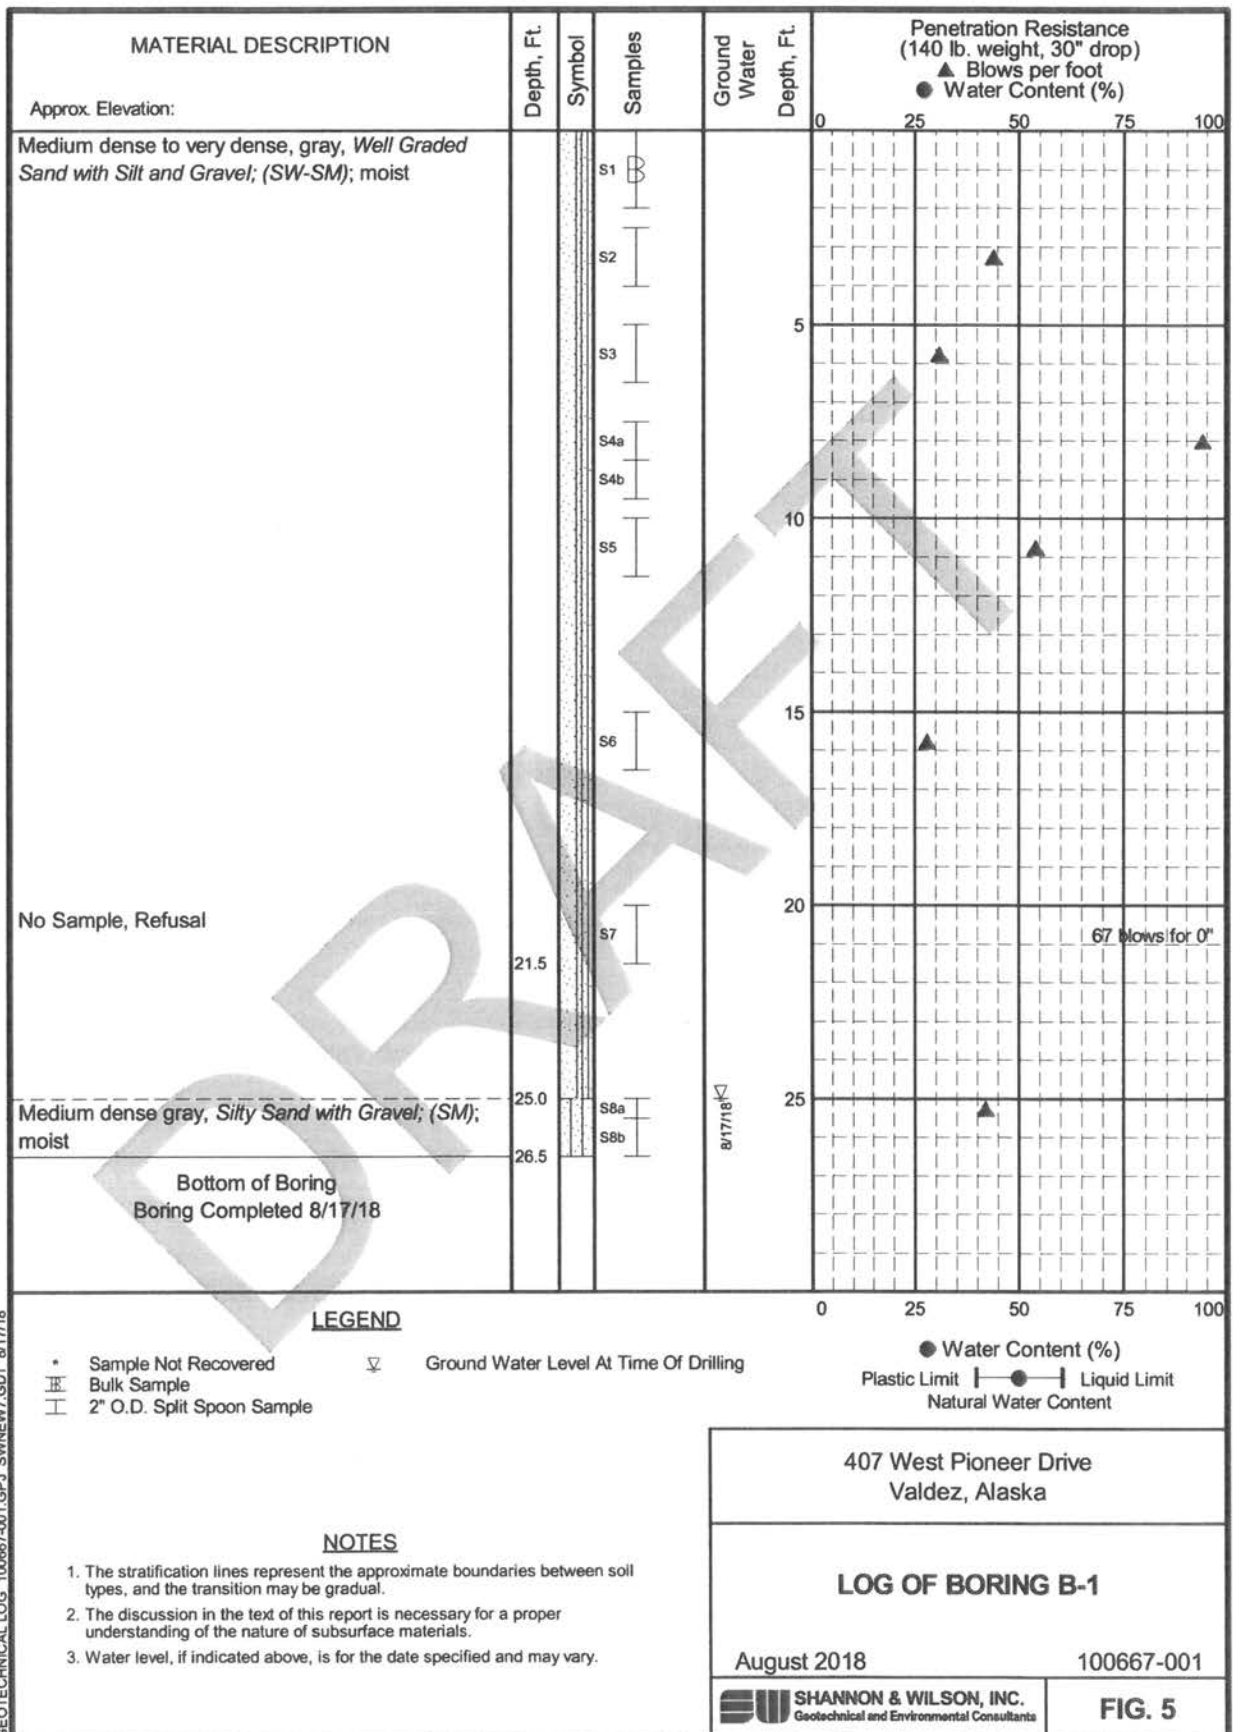 MATERIAL DESCRIPTION
Approx. Elevation:
Depth, Ft.
Symbol
Samples
Ground
Water
Depth, Ft.
Penetration Resistance
(140 lb. weight, 30" drop)
▲ Blows per foot
● Water Content (%)
0 25 50 75 100
Medium dense to very dense, gray, Well Graded
Sand with Silt and Gravel; (SW-SM); moist
S1
S2
5
S3
S4a
S4b
10
S5
15
S6
20
No Sample, Refusal
S7
67 blows for 0"
21.5
25.0
25
Medium dense gray, Silty Sand with Gravel; (SM);
moist
S8a
S8b
8/17/18
26.5
Bottom of Boring
Boring Completed 8/17/18
DRAFT
0 25 50 75 100
LEGEND
* Sample Not Recovered
Ground Water Level At Time Of Drilling
Bulk Sample
2" O.D. Split Spoon Sample
● Water Content (%)
Plastic Limit Liquid Limit
Natural Water Content
NOTES
1. The stratification lines represent the approximate boundaries between soil
types, and the transition may be gradual.
2. The discussion in the text of this report is necessary for a proper
understanding of the nature of subsurface materials.
3. Water level, if indicated above, is for the date specified and may vary.
407 West Pioneer Drive
Valdez, Alaska
LOG OF BORING B-1
August 2018 100667-001
SHANNON & WILSON, INC.
Geotechnical and Environmental Consultants
FIG. 5
GEOTECHNICAL LOG 100667-001.GPJ SWNEW7.GDT 8/17/18